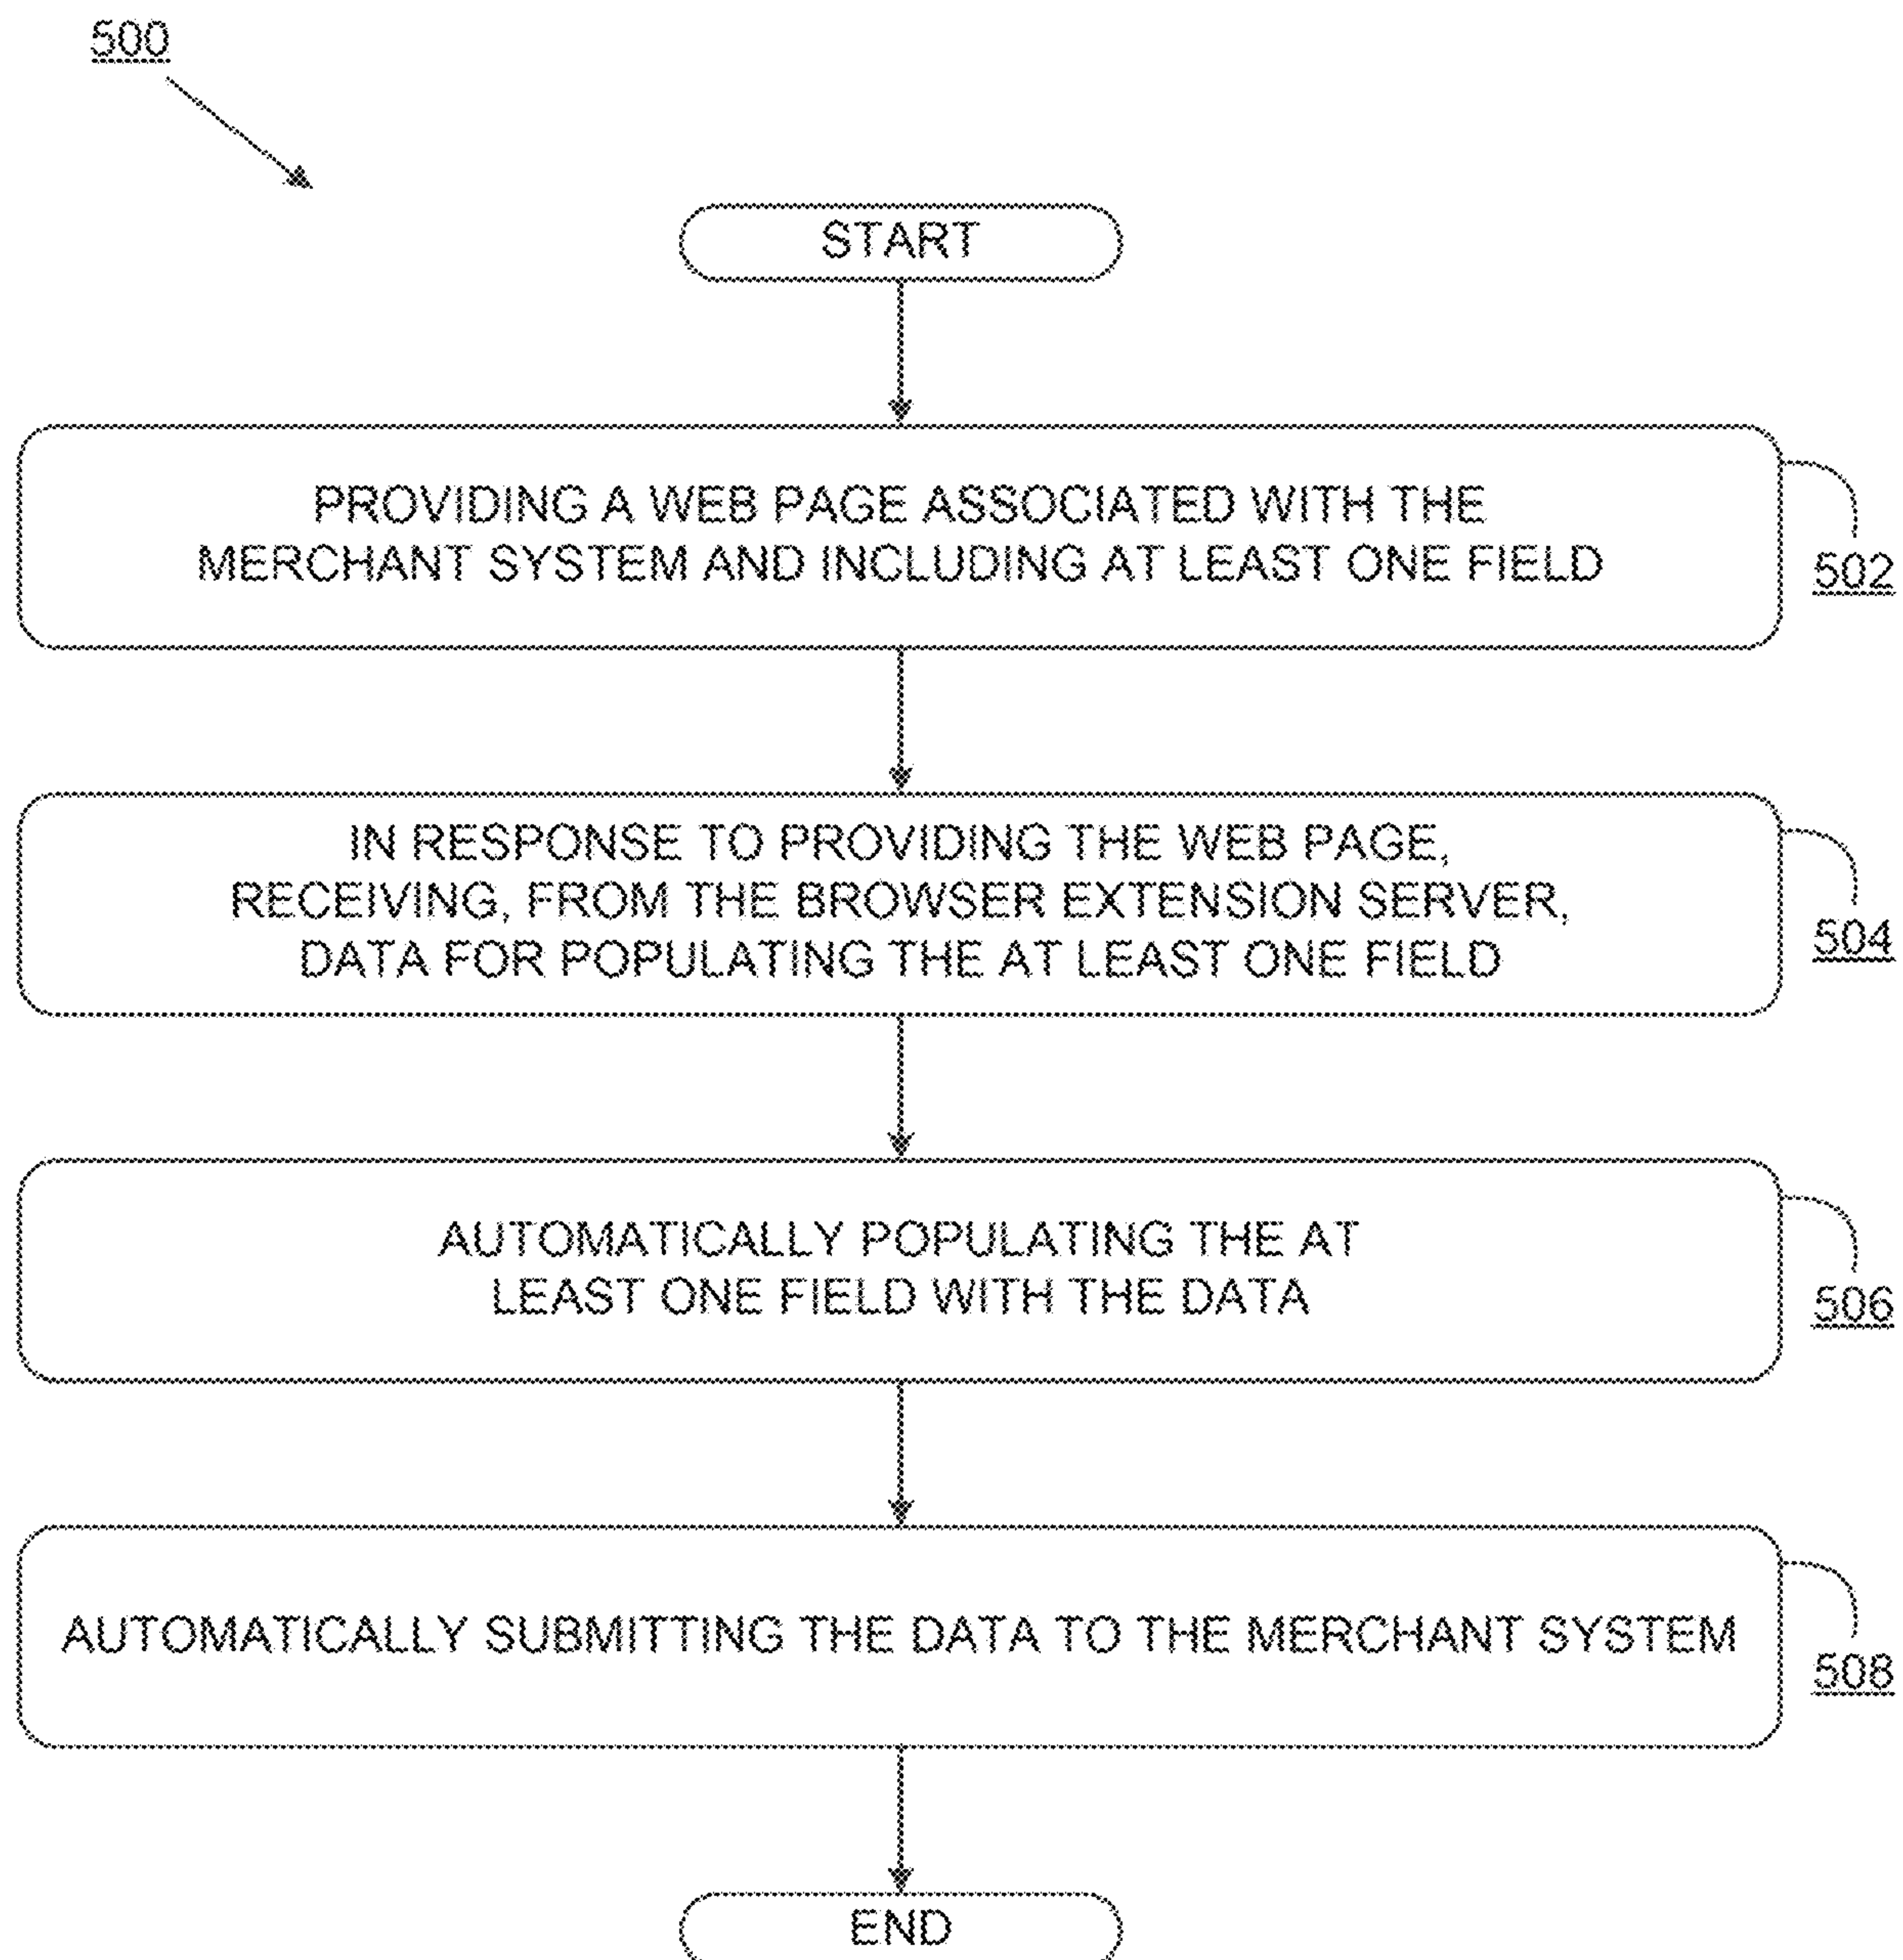 500
START
PROVIDING A WEB PAGE ASSOCIATED WITH THE
MERCHANT SYSTEM AND INCLUDING AT LEAST ONE FIELD
502
IN RESPONSE TO PROVIDING THE WEB PAGE,
RECEIVING, FROM THE BROWSER EXTENSION SERVER,
DATA FOR POPULATING THE AT LEAST ONE FIELD
504
AUTOMATICALLY POPULATING THE AT
LEAST ONE FIELD WITH THE DATA
506
AUTOMATICALLY SUBMITTING THE DATA TO THE MERCHANT SYSTEM
508
END